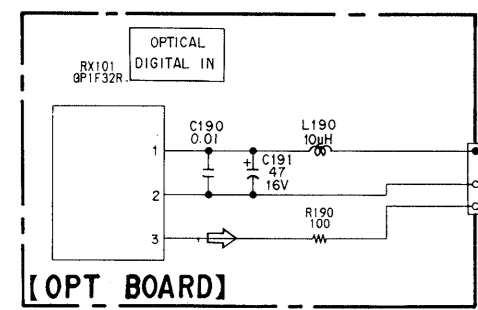 OPTICAL
DIGITAL IN
RX101
GP1F32R
C190
0.01
L190
10μH
1
+
C191
47
16V
2
R190
100
3
【OPT BOARD】